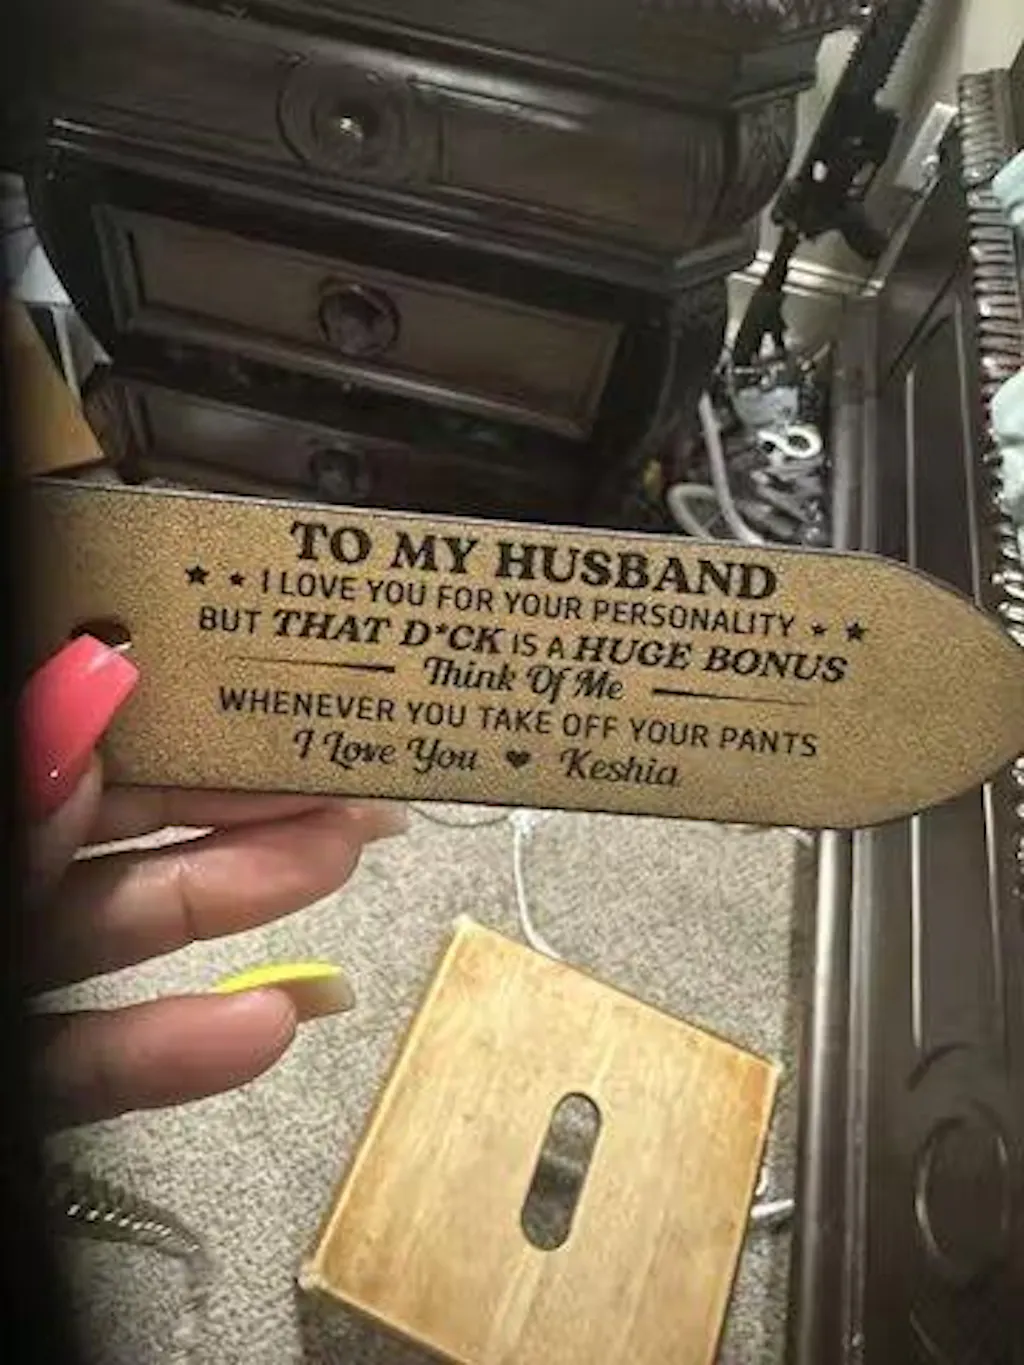 TO MY HUSBAND
I LOVE YOU FOR YOUR PERSONALITY
BUT THAT D*CK IS A HUGE BONUS
Think Of Me
WHENEVER YOU TAKE OFF YOUR PANTS
I Love You ♥ Keshia